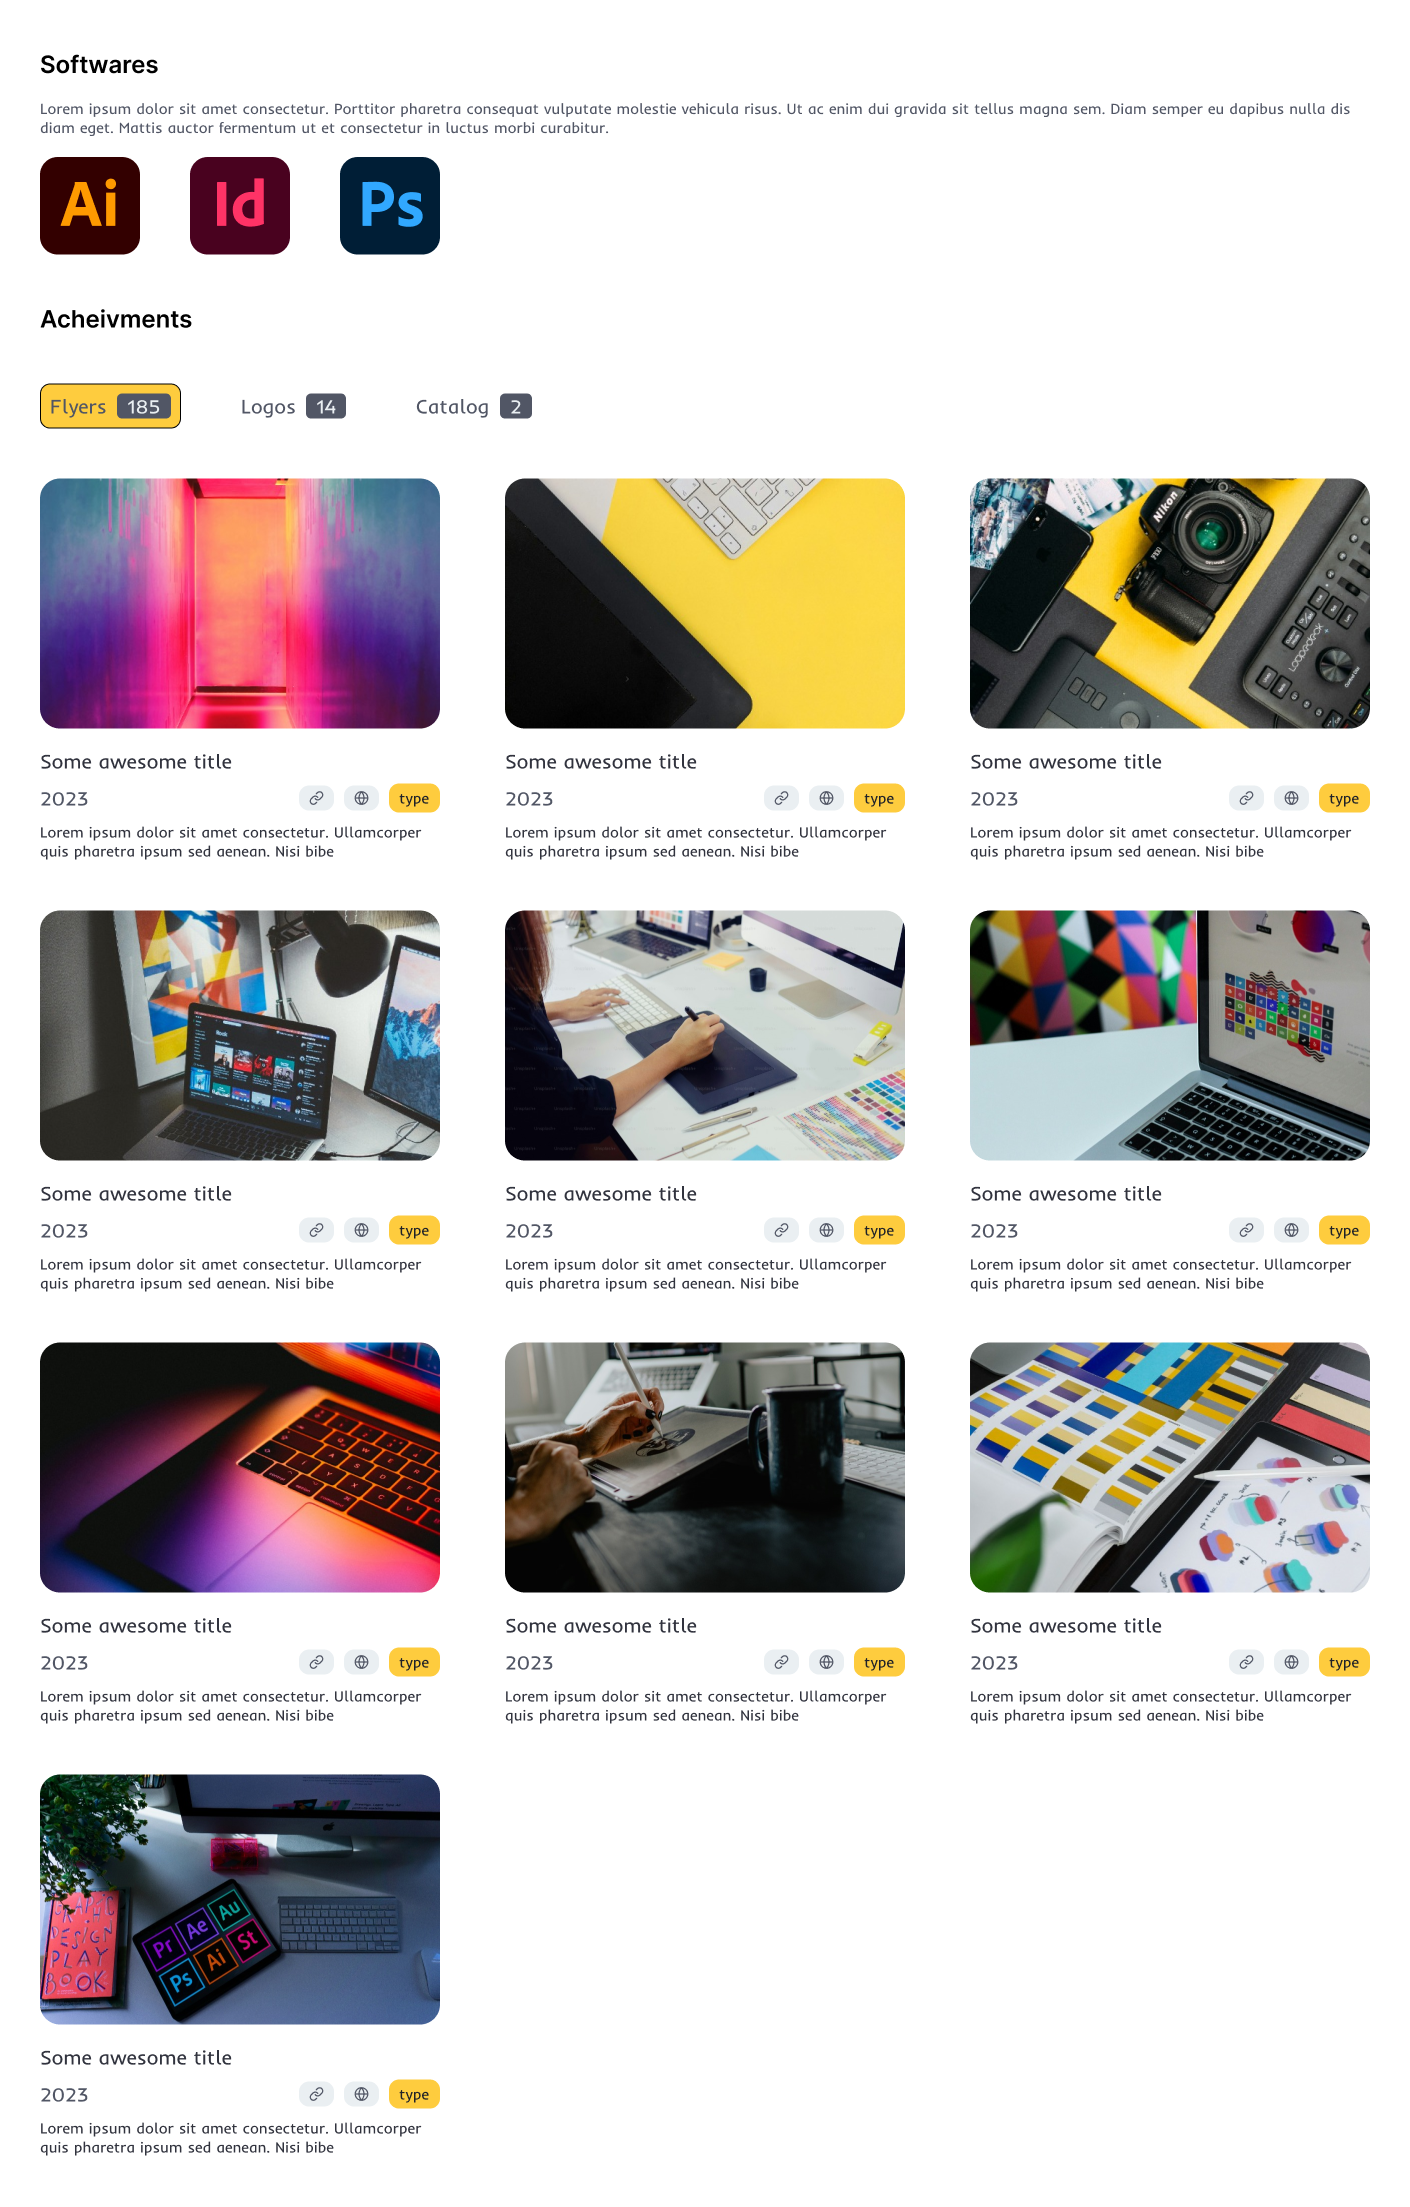 Softwares
Lorem ipsum dolor sit amet consectetur. Porttitor pharetra consequat vulputate molestie vehicula risus. Ut ac enim dui gravida sit tellus magna sem. Diam semper eu dapibus nulla dis
diam eget. Mattis auctor fermentum ut et consectetur in luctus morbi curabitur.
Ai Id Ps
Acheivments
Flyers 185 Logos 14 Catalog 2
Nikon
Loupedeck
Some awesome title
2023 type
Lorem ipsum dolor sit amet consectetur. Ullamcorper
quis pharetra ipsum sed aenean. Nisi bibe
Some awesome title
2023 type
Lorem ipsum dolor sit amet consectetur. Ullamcorper
quis pharetra ipsum sed aenean. Nisi bibe
Some awesome title
2023 type
Lorem ipsum dolor sit amet consectetur. Ullamcorper
quis pharetra ipsum sed aenean. Nisi bibe
Some awesome title
2023 type
Lorem ipsum dolor sit amet consectetur. Ullamcorper
quis pharetra ipsum sed aenean. Nisi bibe
Some awesome title
2023 type
Lorem ipsum dolor sit amet consectetur. Ullamcorper
quis pharetra ipsum sed aenean. Nisi bibe
Some awesome title
2023 type
Lorem ipsum dolor sit amet consectetur. Ullamcorper
quis pharetra ipsum sed aenean. Nisi bibe
Some awesome title
2023 type
Lorem ipsum dolor sit amet consectetur. Ullamcorper
quis pharetra ipsum sed aenean. Nisi bibe
Some awesome title
2023 type
Lorem ipsum dolor sit amet consectetur. Ullamcorper
quis pharetra ipsum sed aenean. Nisi bibe
Some awesome title
2023 type
Lorem ipsum dolor sit amet consectetur. Ullamcorper
quis pharetra ipsum sed aenean. Nisi bibe
GRAPHIC
DESIGN
PLAY
BOOK
Pr Ae Au
Ps Ai St
Some awesome title
2023 type
Lorem ipsum dolor sit amet consectetur. Ullamcorper
quis pharetra ipsum sed aenean. Nisi bibe